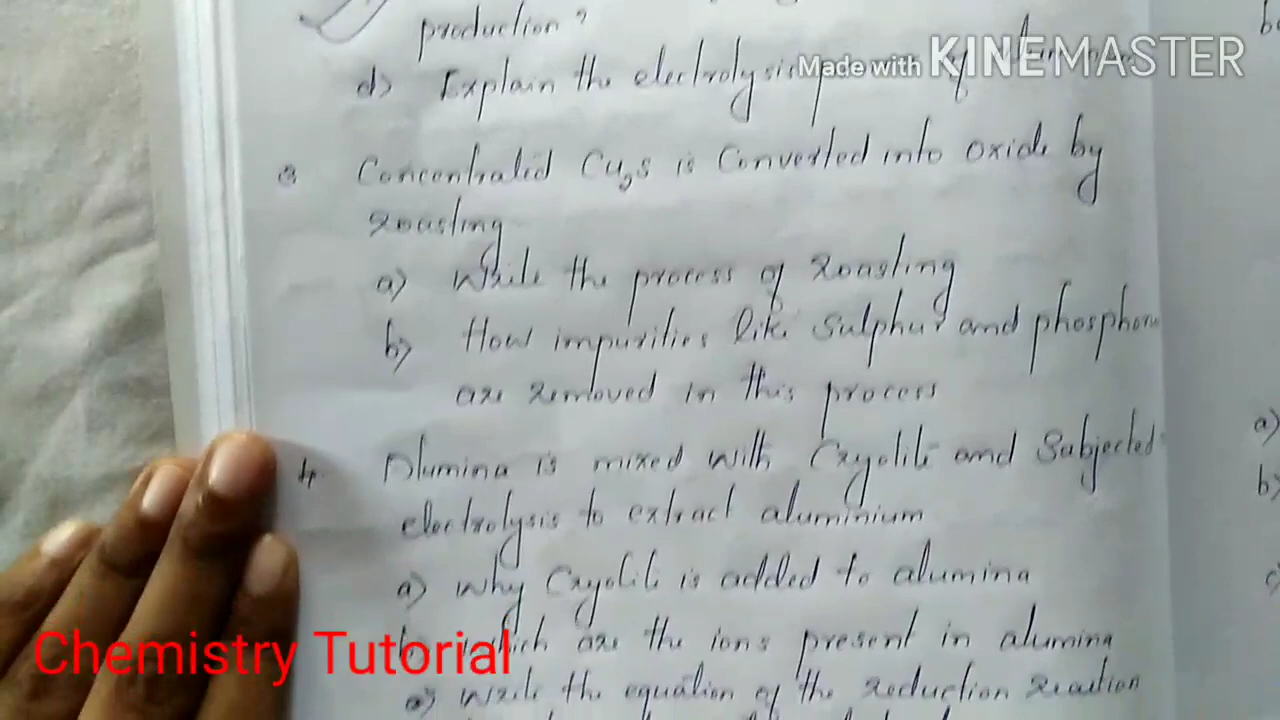 production?
d) Explain the electrolysis
Made with KINEMASTER
3 Concentrated Cu2S is Converted into oxide by
roasting
a) Write the process of roasting
b) How impurities like Sulphur and phosphorus
are removed in this process
4. Alumina is mixed with Cryolite and Subjected
electrolysis to extract aluminium
a) Why Cryolite is added to alumina
b) which are the ions present in alumina
c) Write the equation of the reduction reaction
Chemistry Tutorial
a)
b)